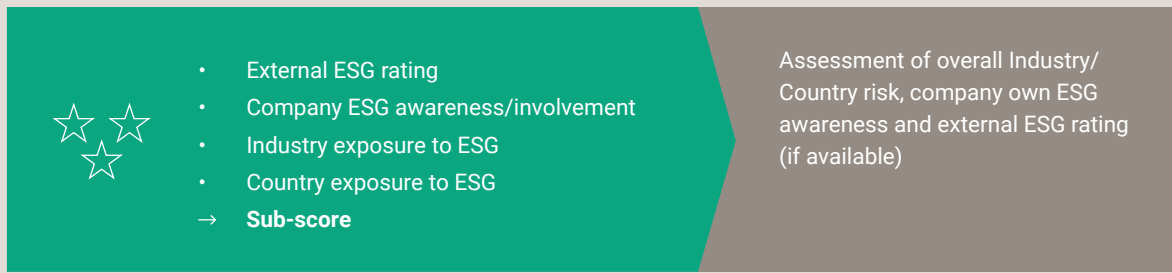 • External ESG rating
• Company ESG awareness/involvement
• Industry exposure to ESG
• Country exposure to ESG
→ Sub-score
Assessment of overall Industry/
Country risk, company own ESG
awareness and external ESG rating
(if available)